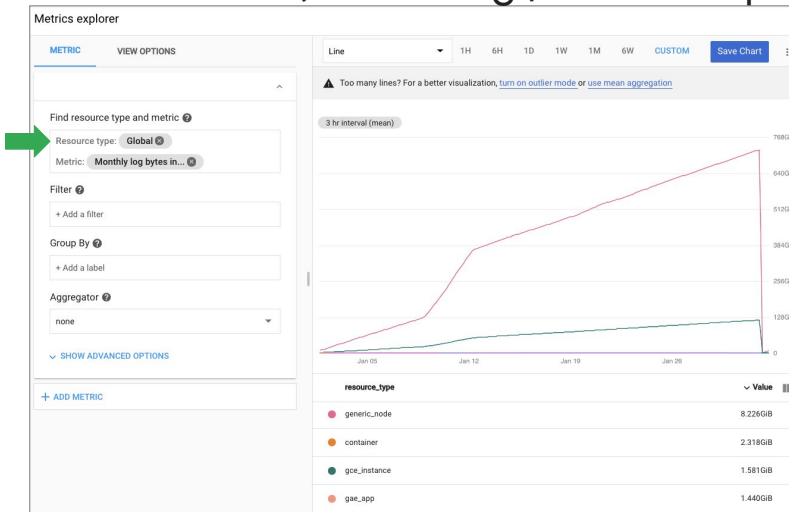 Metrics explorer
METRIC VIEW OPTIONS
Find resource type and metric
Resource type: Global
Metric: Monthly log bytes in...
Filter
+ Add a filter
Group By
+ Add a label
Aggregator
none
SHOW ADVANCED OPTIONS
+ ADD METRIC
Line 1H 6H 1D 1W 1M 6W CUSTOM Save Chart
Too many lines? For a better visualization, turn on outlier mode or use mean aggregation
3 hr interval (mean)
768G
640G
512G
384G
256G
128G
0
Jan 05 Jan 12 Jan 19 Jan 26
resource_type Value
generic_node 8.226GiB
container 2.318GiB
gce_instance 1.581GiB
gae_app 1.440GiB